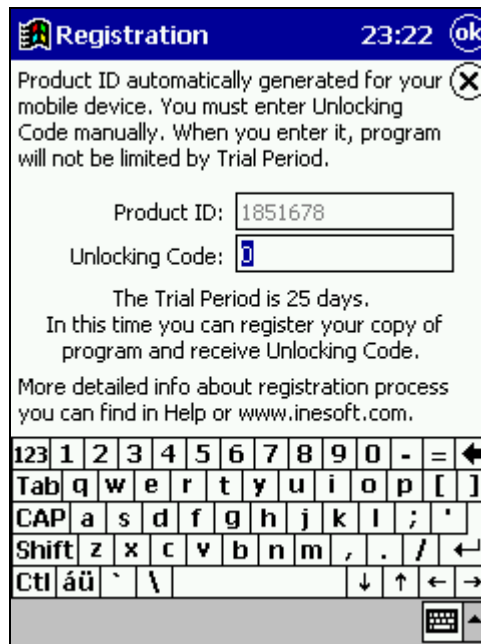 Registration 23:22 ok
Product ID automatically generated for your
mobile device. You must enter Unlocking
Code manually. When you enter it, program
will not be limited by Trial Period.
Product ID: 1851678
Unlocking Code: 0
The Trial Period is 25 days.
In this time you can register your copy of
program and receive Unlocking Code.
More detailed info about registration process
you can find in Help or www.inesoft.com.
123 1 2 3 4 5 6 7 8 9 0 - = 
Tab q w e r t y u i o p [ ]
CAP a s d f g h j k l ; '
Shift z x c v b n m , . /
Ctl áü ` \